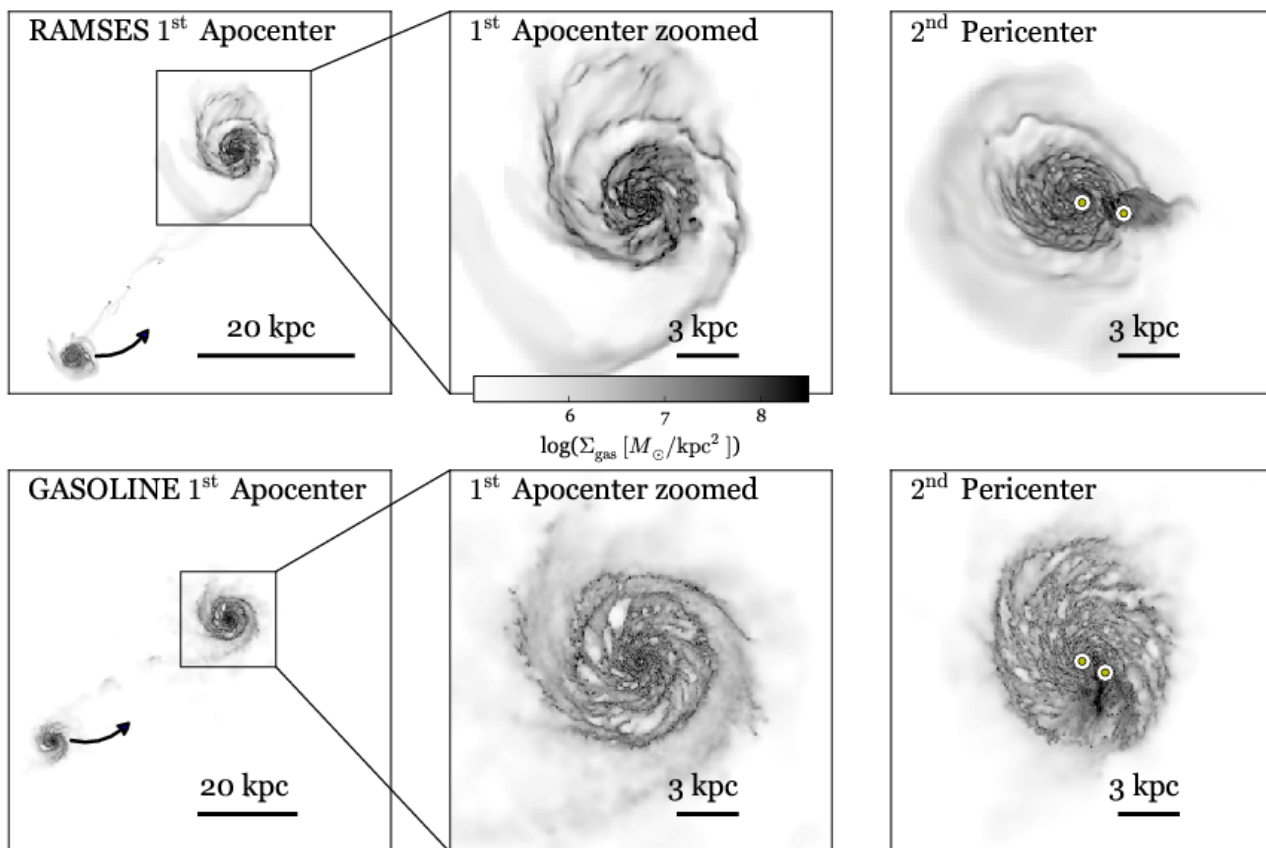 RAMSES 1st Apocenter
20 kpc
1st Apocenter zoomed
3 kpc
2nd Pericenter
3 kpc
6 7 8
log(Σgas [M⊙/kpc2 ])
GASOLINE 1st Apocenter
20 kpc
1st Apocenter zoomed
3 kpc
2nd Pericenter
3 kpc